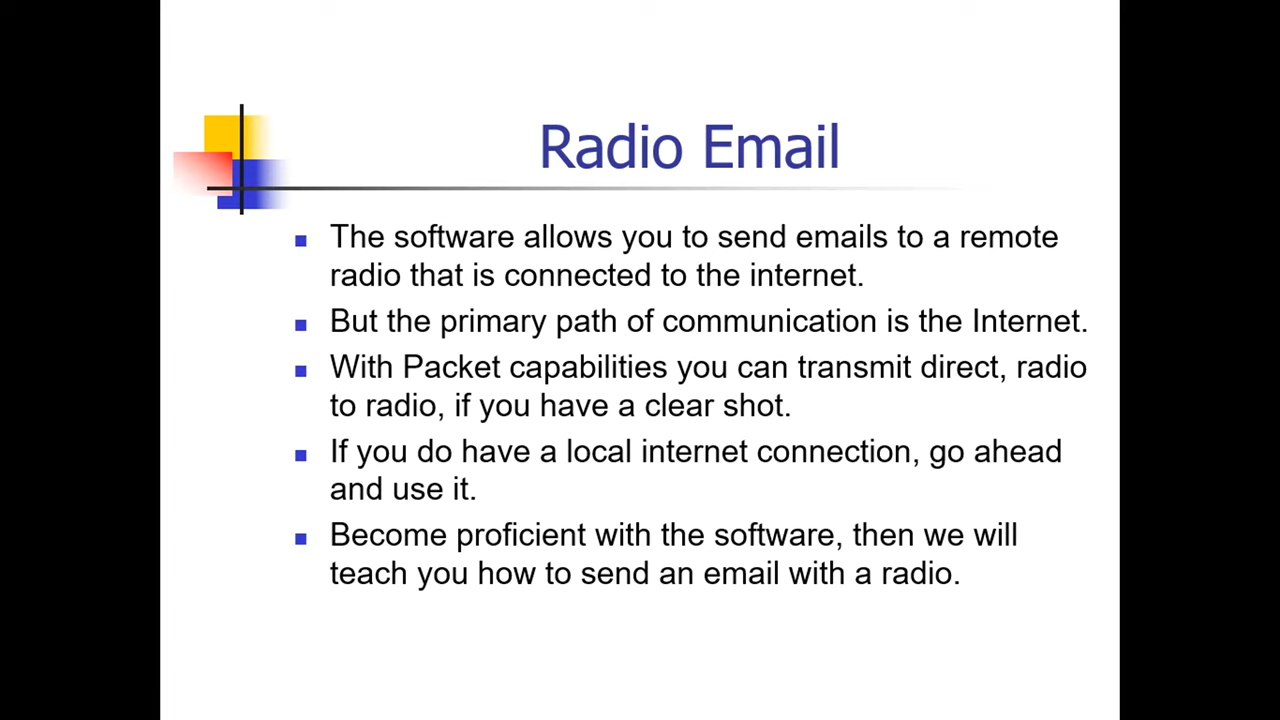 Radio Email
The software allows you to send emails to a remote
radio that is connected to the internet.
But the primary path of communication is the Internet.
With Packet capabilities you can transmit direct, radio
to radio, if you have a clear shot.
If you do have a local internet connection, go ahead
and use it.
Become proficient with the software, then we will
teach you how to send an email with a radio.